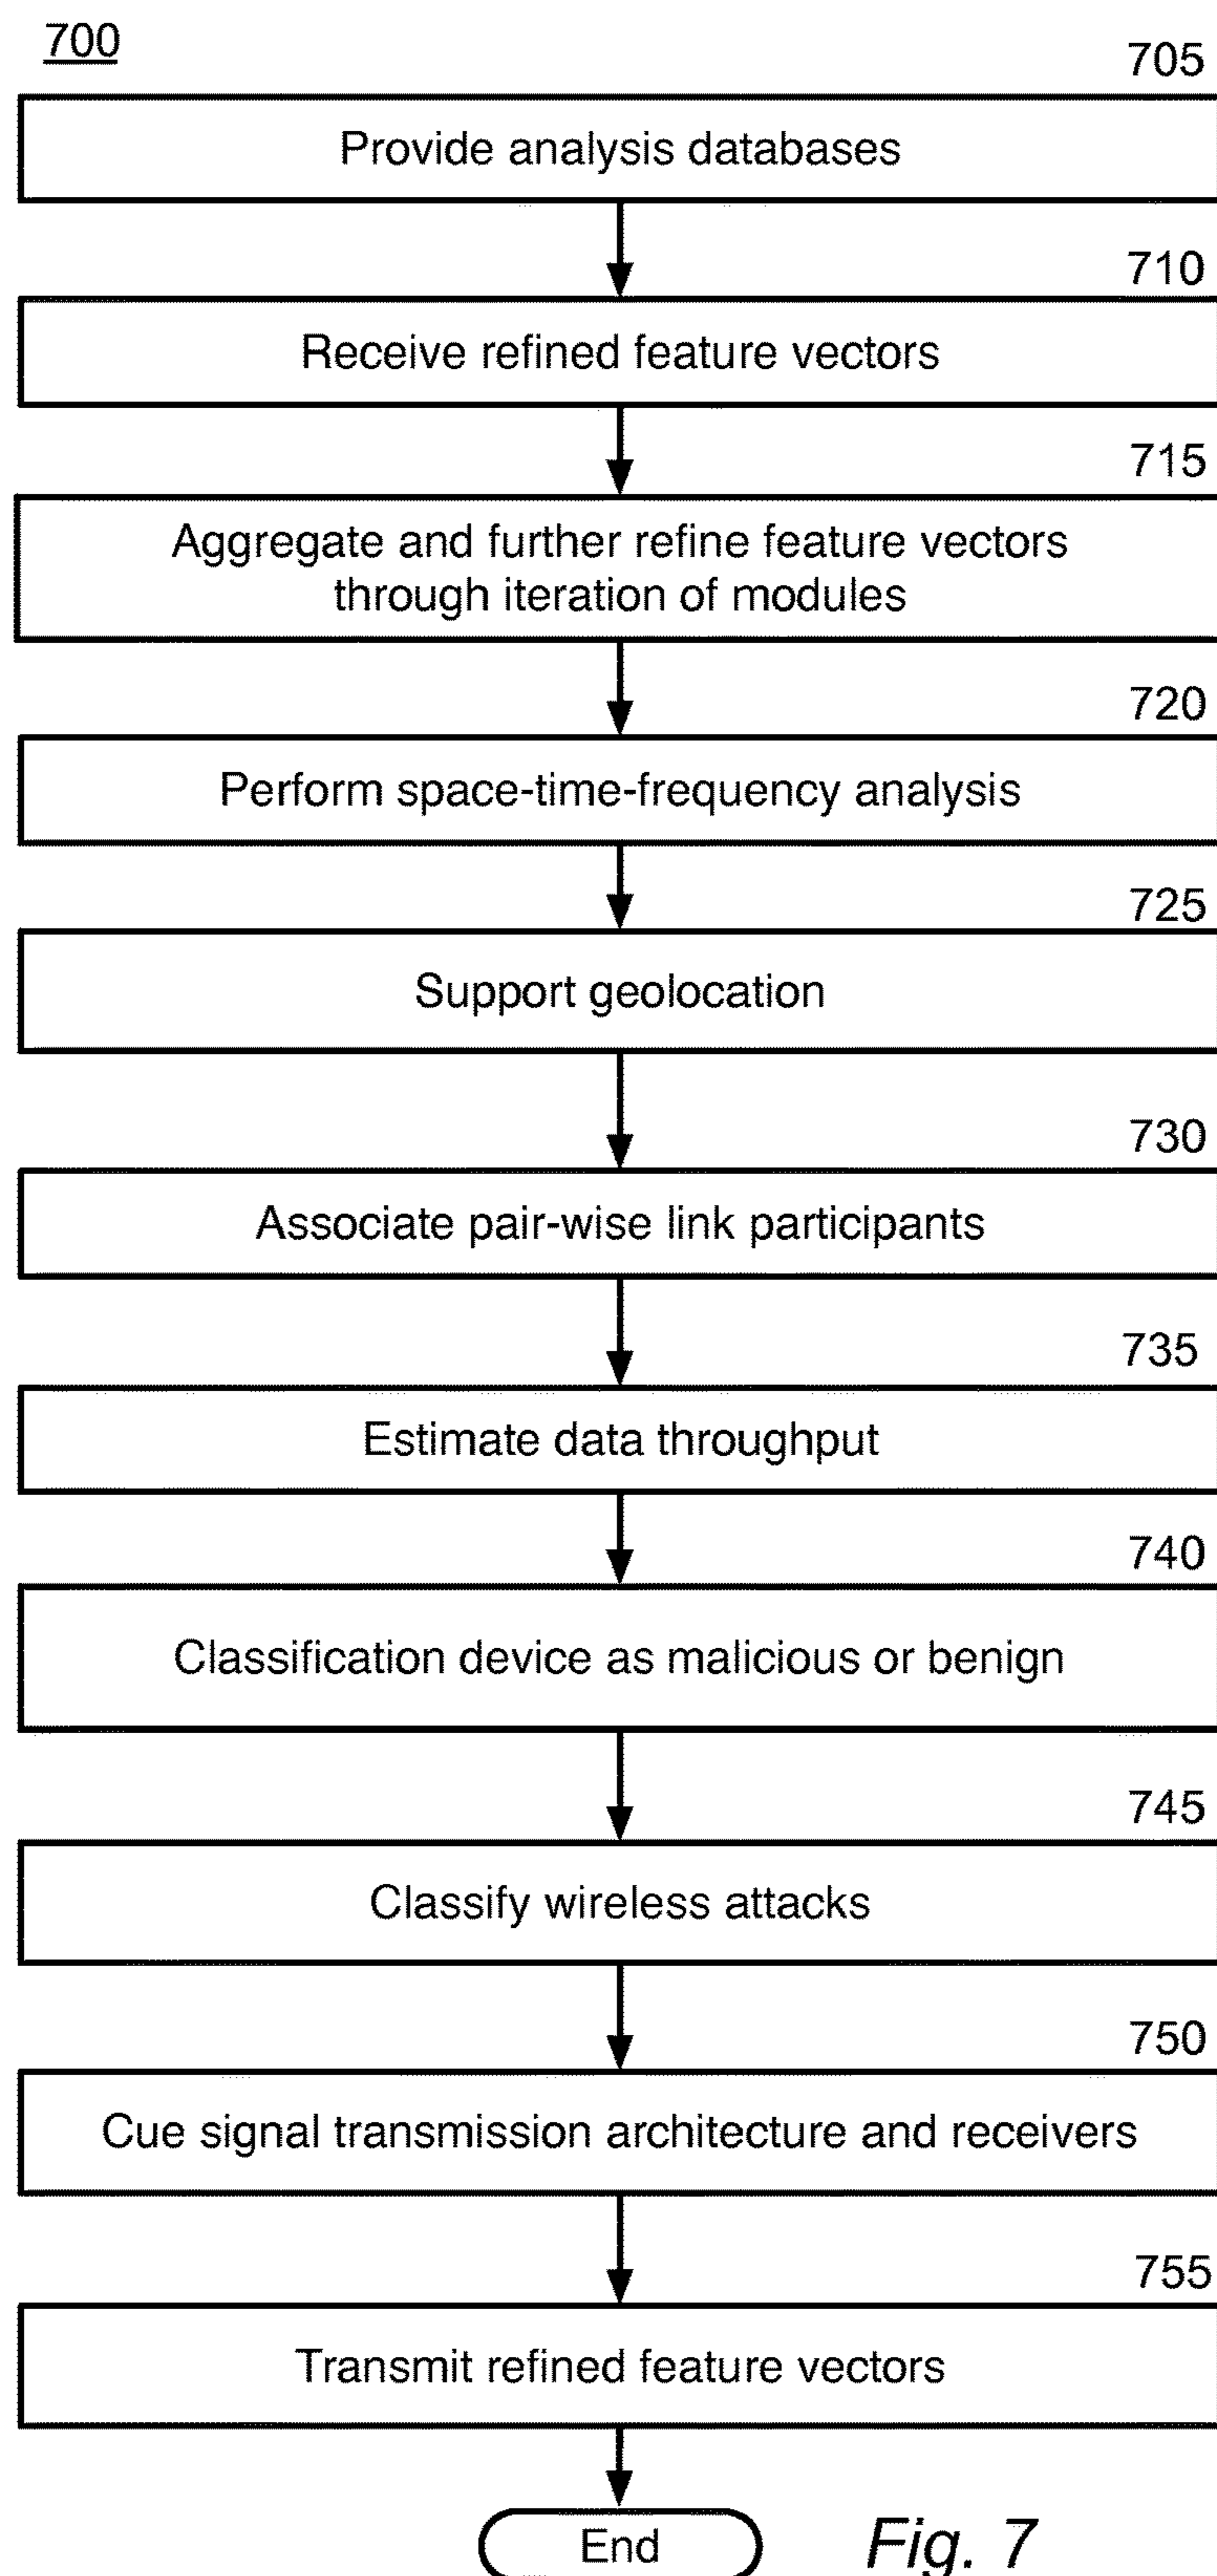 700
705
Provide analysis databases
710
Receive refined feature vectors
715
Aggregate and further refine feature vectors
through iteration of modules
720
Perform space-time-frequency analysis
725
Support geolocation
730
Associate pair-wise link participants
735
Estimate data throughput
740
Classification device as malicious or benign
745
Classify wireless attacks
750
Cue signal transmission architecture and receivers
755
Transmit refined feature vectors
End
Fig. 7